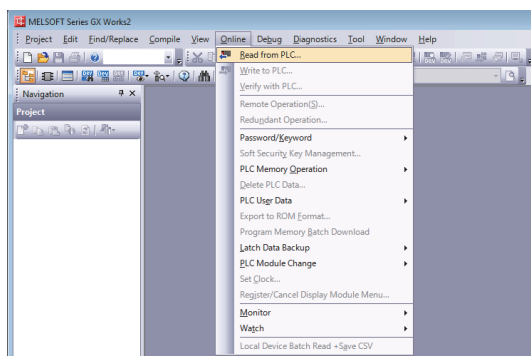 MELSOFT Series GX Works2
Project Edit Find/Replace Compile View Online Debug Diagnostics Tool Window Help
Navigation
Project
Read from PLC...
Write to PLC...
Verify with PLC...
Remote Operation(S)...
Redundant Operation...
Password/Keyword
Soft Security Key Management...
PLC Memory Operation
Delete PLC Data...
PLC User Data
Export to ROM Format...
Program Memory Batch Download
Latch Data Backup
PLC Module Change
Set Clock...
Register/Cancel Display Module Menu...
Monitor
Watch
Local Device Batch Read +Save CSV